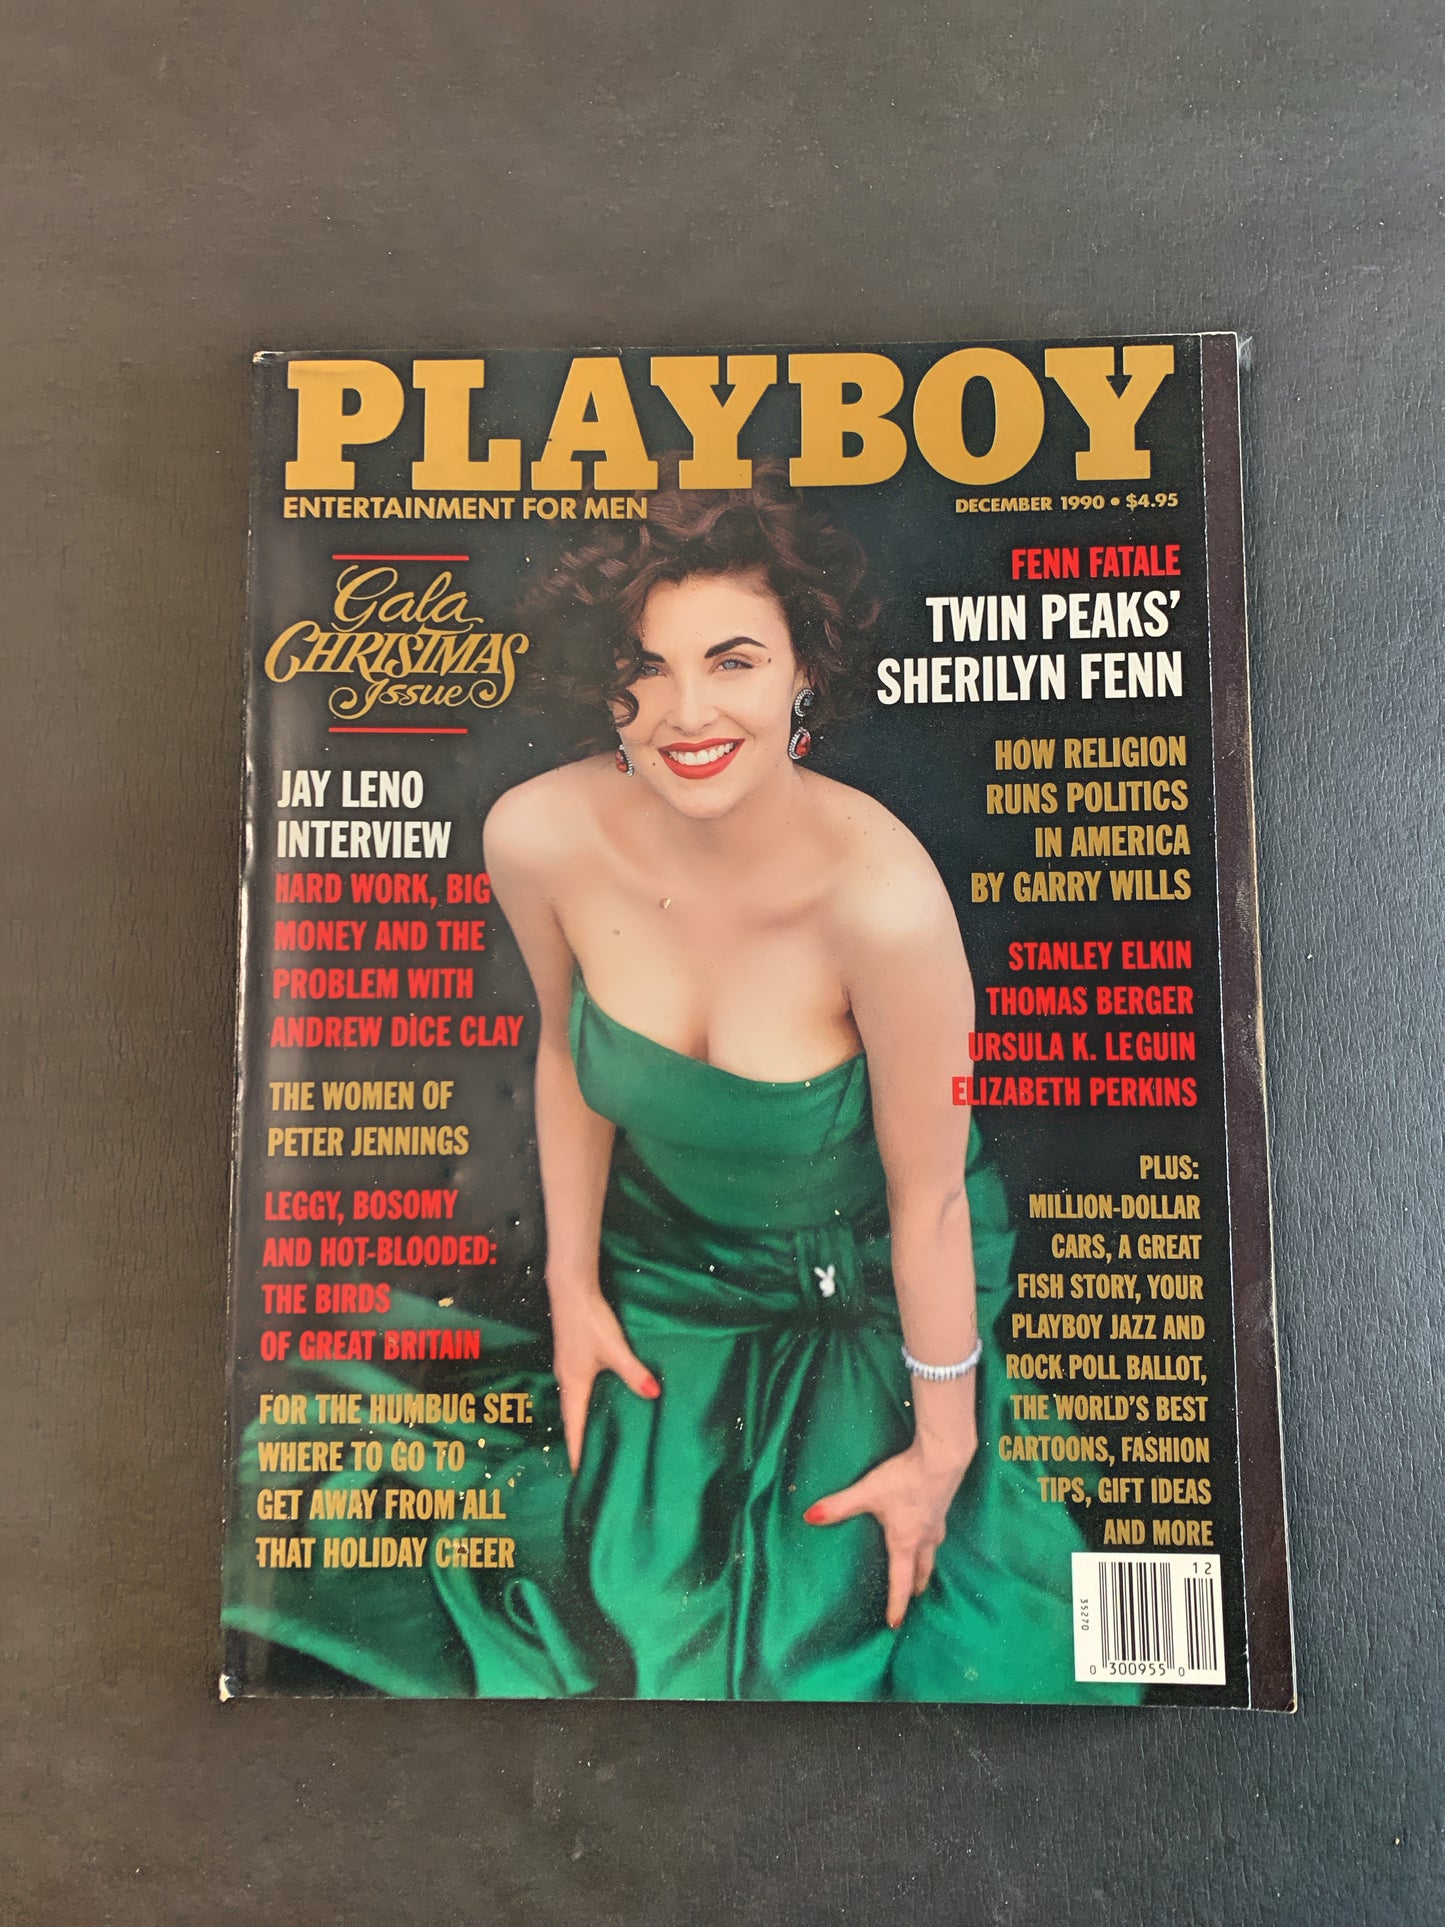 PLAYBOY
ENTERTAINMENT FOR MEN
DECEMBER 1990 • $4.95
Gala
CHRISTMAS
Issue
JAY LENO
INTERVIEW
HARD WORK, BIG
MONEY AND THE
PROBLEM WITH
ANDREW DICE CLAY
THE WOMEN OF
PETER JENNINGS
LEGGY, BOSOMY
AND HOT-BLOODED:
THE BIRDS
OF GREAT BRITAIN
FOR THE HUMBUG SET:
WHERE TO GO TO
GET AWAY FROM ALL
THAT HOLIDAY CHEER
FENN FATALE
TWIN PEAKS'
SHERILYN FENN
HOW RELIGION
RUNS POLITICS
IN AMERICA
BY GARRY WILLS
STANLEY ELKIN
THOMAS BERGER
URSULA K. LE GUIN
ELIZABETH PERKINS
PLUS:
MILLION-DOLLAR
CARS, A GREAT
FISH STORY, YOUR
PLAYBOY JAZZ AND
ROCK POLL BALLOT,
THE WORLD'S BEST
CARTOONS, FASHION
TIPS, GIFT IDEAS
AND MORE
12
35270
0 300955 0